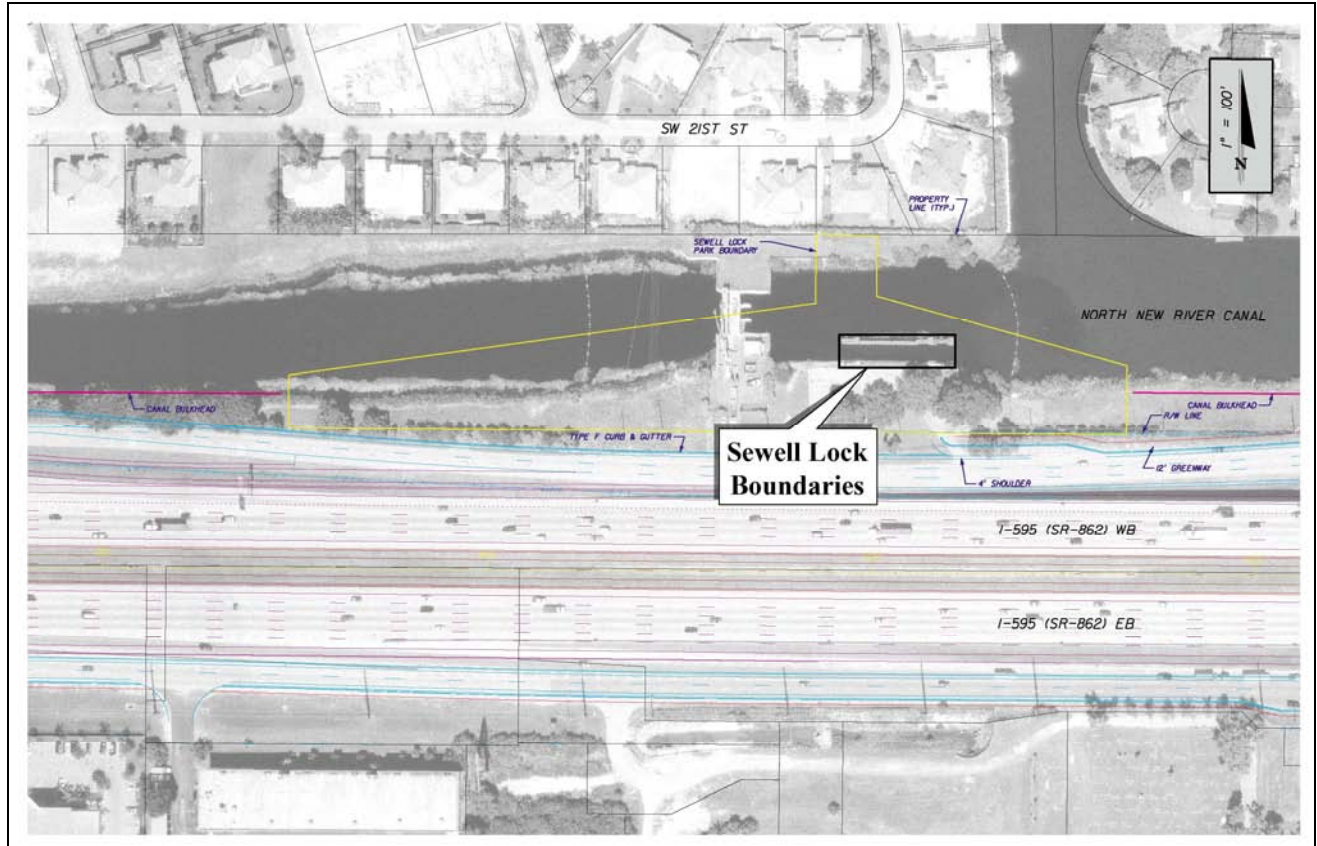 SW 21ST ST
1" = 100'
N
PROPERTY
LINE (TYP.)
SEWELL LOCK
PARK BOUNDARY
NORTH NEW RIVER CANAL
CANAL BULKHEAD
CANAL BULKHEAD
R/W LINE
TYPE F CURB & GUTTER
Sewell Lock
Boundaries
12' GREENWAY
4' SHOULDER
I-595 (SR-862) WB
I-595 (SR-862) EB